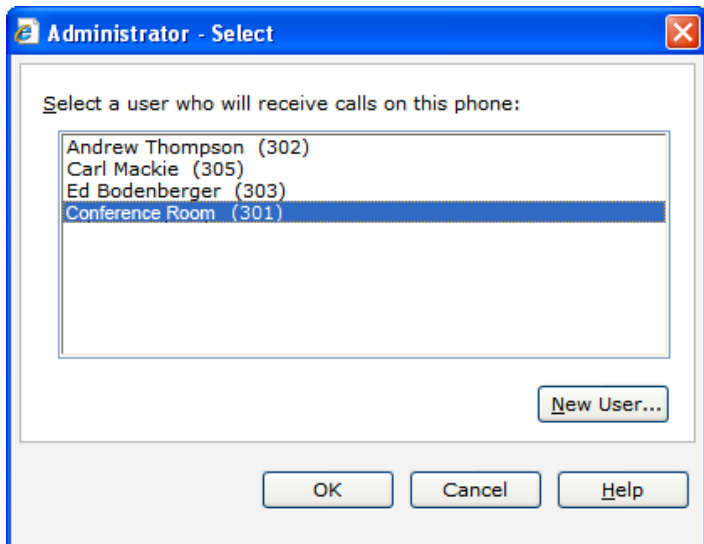 Administrator - Select
Select a user who will receive calls on this phone:
Andrew Thompson (302)
Carl Mackie (305)
Ed Bodenberger (303)
Conference Room (301)
New User...
OK Cancel Help